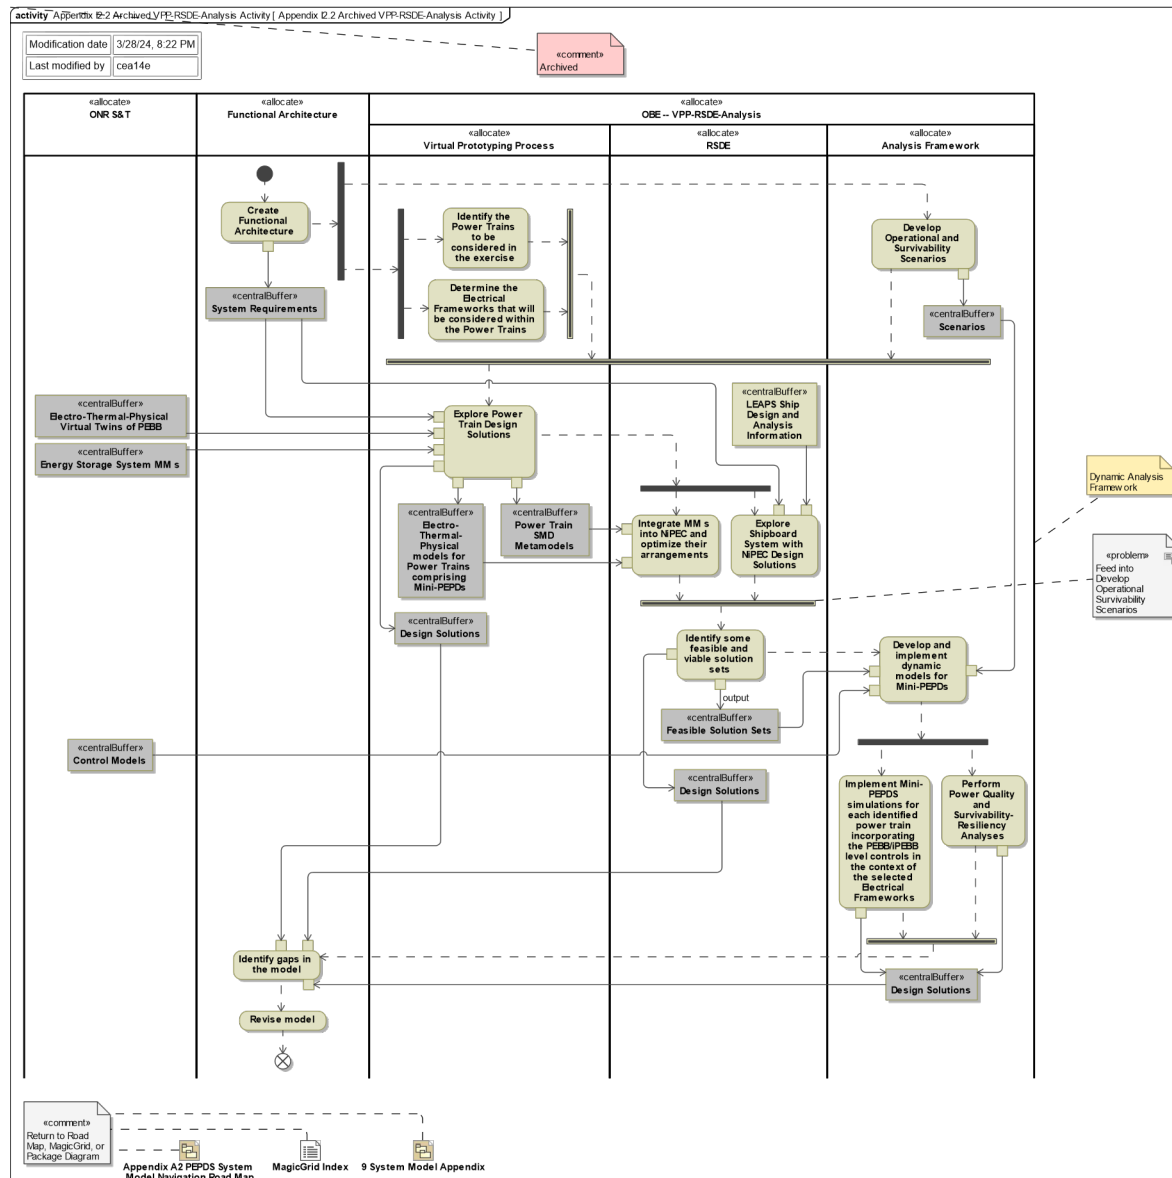 activity Appendix I2.2 Archived VPP-RSDE-Analysis Activity [ Appendix I2.2 Archived VPP-RSDE-Analysis Activity ]
Modification date 3/28/24, 8:22 PM
Last modified by cea14e
«comment»
Archived
«allocate»
ONR S&T
«allocate»
Functional Architecture
«allocate»
OBE -- VPP-RSDE-Analysis
«allocate»
Virtual Prototyping Process
«allocate»
RSDE
«allocate»
Analysis Framework
Create
Functional
Architecture
Identify the
Power Trains
to be
considered in
the exercise
Develop
Operational and
Survivability
Scenarios
«centralBuffer»
System Requirements
Determine the
Electrical
Frameworks that will
be considered within
the Power Trains
«centralBuffer»
Scenarios
«centralBuffer»
Electro-Thermal-Physical
Virtual Twins of PEBB
«centralBuffer»
Energy Storage System MM s
Explore Power
Train Design
Solutions
«centralBuffer»
LEAPS Ship
Design and
Analysis
Information
Dynamic Analysis
Framework
«centralBuffer»
Electro-
Thermal-
Physical
models for
Power Trains
comprising
Mini-PEPDs
«centralBuffer»
Power Train
SMD
Metamodels
Integrate MM s
into NiPEC and
optimize their
arrangements
Explore
Shipboard
System with
NiPEC Design
Solutions
«problem»
Feed into
Develop
Operational
Survivability
Scenarios
«centralBuffer»
Design Solutions
Identify some
feasible and
viable solution
sets
Develop and
implement
dynamic
models for
Mini-PEPDs
output
«centralBuffer»
Feasible Solution Sets
«centralBuffer»
Control Models
«centralBuffer»
Design Solutions
Implement Mini-
PEPDS
simulations for
each identified
power train
incorporating
the PEBB/iPEBB
level controls in
the context of
the selected
Electrical
Frameworks
Perform
Power Quality
and
Survivability-
Resiliency
Analyses
Identify gaps in
the model
«centralBuffer»
Design Solutions
Revise model
«comment»
Return to Road
Map, MagicGrid, or
Package Diagram
Appendix A2 PEPDS System
Model Navigation Road Map
MagicGrid Index
9 System Model Appendix